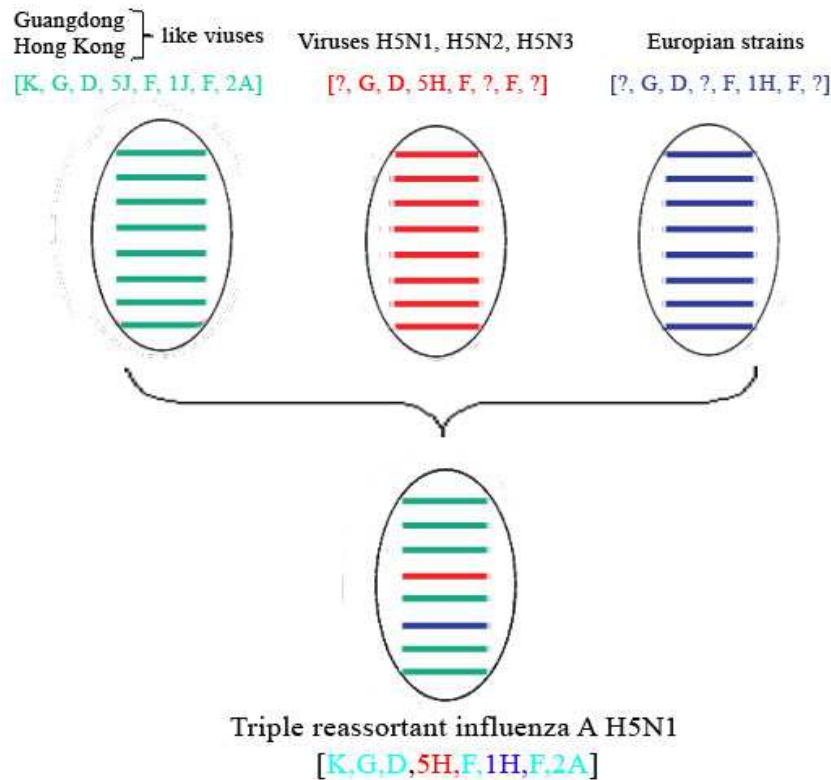 Guangdong
Hong Kong
like viuses
Viruses H5N1, H5N2, H5N3
Europian strains
[K, G, D, 5J, F, 1J, F, 2A]
[?, G, D, 5H, F, ?, F, ?]
[?, G, D, ?, F, 1H, F, ?]
Triple reassortant influenza A H5N1
[K,G,D,5H,F,1H,F,2A]